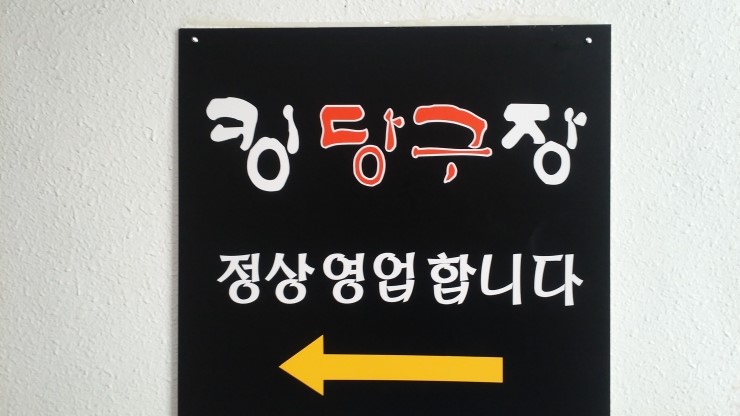 킹 당구장
정상 영업 합니다